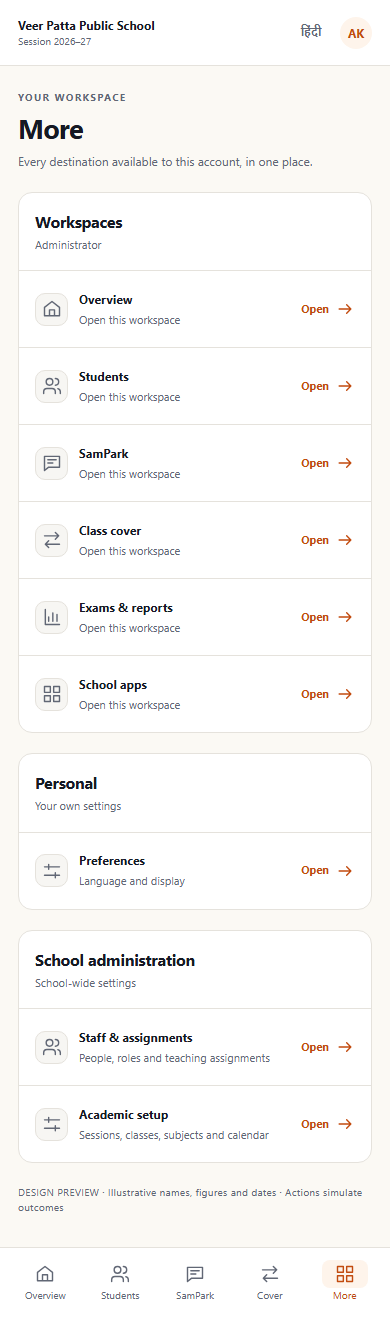 Veer Patta Public School
Session 2026–27
हिंदी
AK
YOUR WORKSPACE
More
Every destination available to this account, in one place.
Workspaces
Administrator
Overview
Open this workspace
Open
Students
Open this workspace
Open
SamPark
Open this workspace
Open
Class cover
Open this workspace
Open
Exams & reports
Open this workspace
Open
School apps
Open this workspace
Open
Personal
Your own settings
Preferences
Language and display
Open
School administration
School-wide settings
Staff & assignments
People, roles and teaching assignments
Open
Academic setup
Sessions, classes, subjects and calendar
Open
DESIGN PREVIEW · Illustrative names, figures and dates · Actions simulate
outcomes
Overview
Students
SamPark
Cover
More